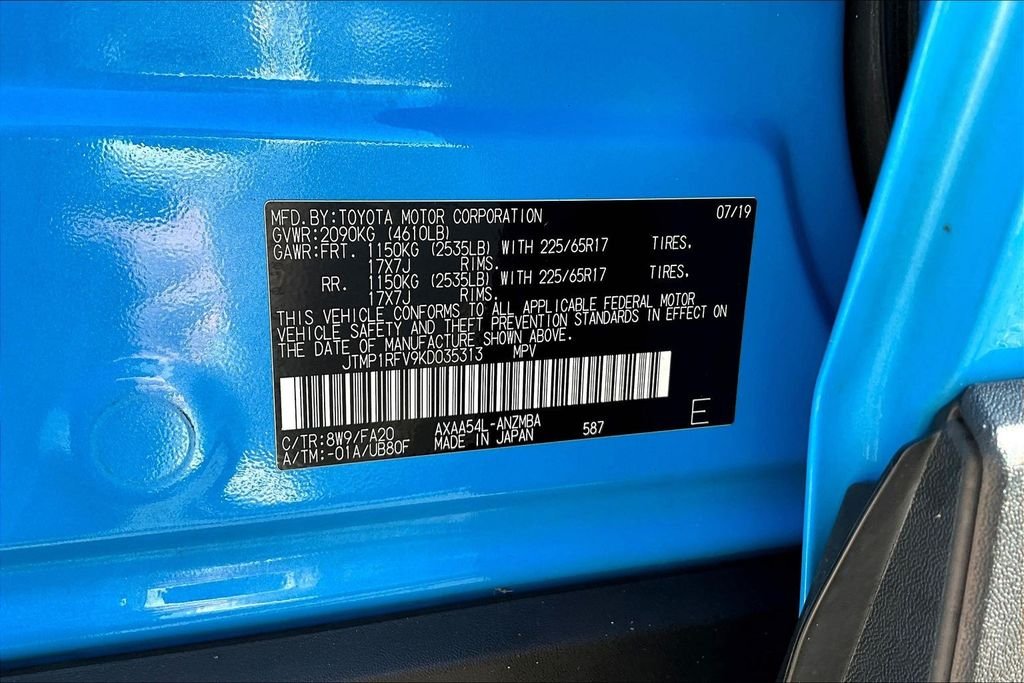 MFD.BY:TOYOTA MOTOR CORPORATION 07/19
GVWR:2090KG (4610LB)
GAWR:FRT. 1150KG (2535LB) WITH 225/65R17 TIRES.
17X7J RIMS.
RR. 1150KG (2535LB) WITH 225/65R17 TIRES.
17X7J RIMS.
THIS VEHICLE CONFORMS TO ALL APPLICABLE FEDERAL MOTOR
VEHICLE SAFETY AND THEFT PREVENTION STANDARDS IN EFFECT ON
THE DATE OF MANUFACTURE SHOWN ABOVE.
JTMP1RFV9KD035313 MPV
C/TR:8W9/FA20 AXAA54L-ANZMBA 587 E
A/TM:-01A/UB80F MADE IN JAPAN